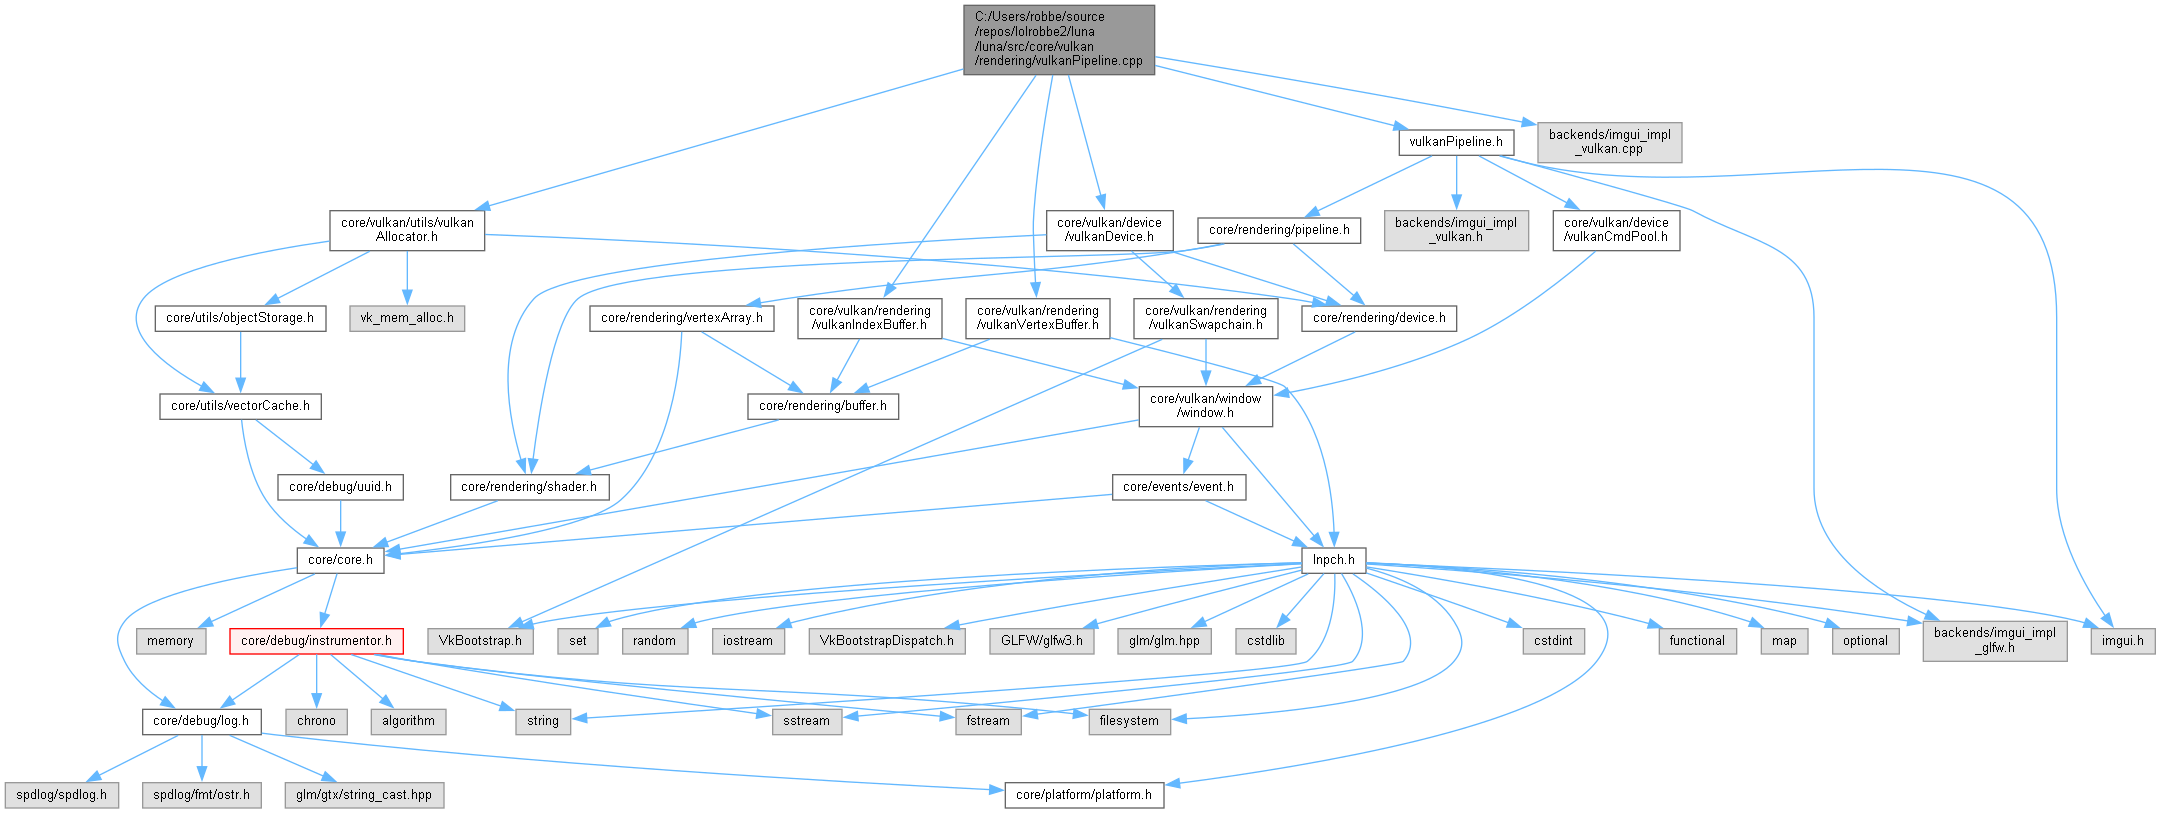 C:/Users/robbe/source
/repos/lolrobbe2/luna
/luna/src/core/vulkan
/rendering/vulkanPipeline.cpp
backends/imgui_impl
_vulkan.cpp
vulkanPipeline.h
core/vulkan/utils/vulkan
Allocator.h
core/vulkan/device
/vulkanDevice.h
core/rendering/pipeline.h
backends/imgui_impl
_vulkan.h
core/vulkan/device
/vulkanCmdPool.h
core/utils/objectStorage.h
vk_mem_alloc.h
core/rendering/vertexArray.h
core/vulkan/rendering
/vulkanIndexBuffer.h
core/vulkan/rendering
/vulkanVertexBuffer.h
core/vulkan/rendering
/vulkanSwapchain.h
core/rendering/device.h
core/utils/vectorCache.h
core/rendering/buffer.h
core/vulkan/window
/window.h
core/debug/uuid.h
core/rendering/shader.h
core/events/event.h
core/core.h
lnpch.h
memory
core/debug/instrumentor.h
VkBootstrap.h
set
random
iostream
VkBootstrapDispatch.h
GLFW/glfw3.h
glm/glm.hpp
cstdlib
cstdint
functional
map
optional
backends/imgui_impl
_glfw.h
imgui.h
core/debug/log.h
chrono
algorithm
string
sstream
fstream
filesystem
spdlog/spdlog.h
spdlog/fmt/ostr.h
glm/gtx/string_cast.hpp
core/platform/platform.h